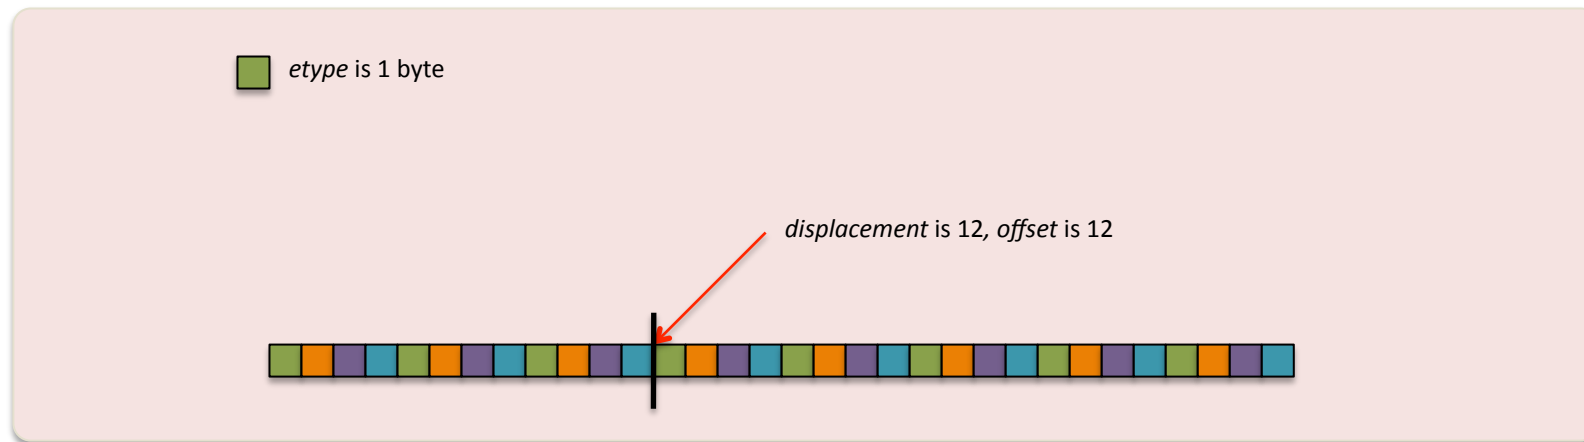 etype is 1 byte
displacement is 12, offset is 12